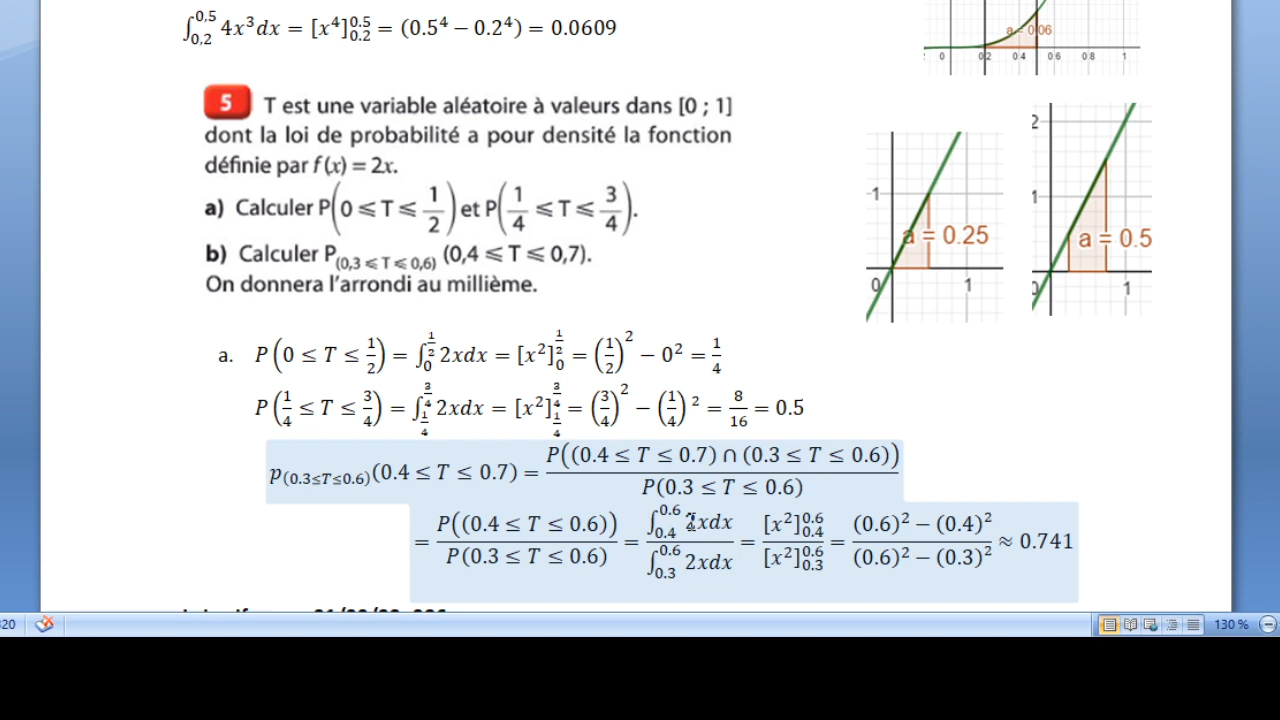 ∫₀,₂^0,5 4x³dx = [x⁴]₀.₂^0.5 = (0.5⁴ − 0.2⁴) = 0.0609
a = 0.06
0 0.2 0.4 0.6 0.8 1
5 T est une variable aléatoire à valeurs dans [0 ; 1]
dont la loi de probabilité a pour densité la fonction
définie par f(x) = 2x.
a) Calculer P(0 ⩽ T ⩽ 1/2) et P(1/4 ⩽ T ⩽ 3/4).
b) Calculer P(0,3 ⩽ T ⩽ 0,6) (0,4 ⩽ T ⩽ 0,7).
On donnera l'arrondi au millième.
1
a = 0.25
0 1
2
1
a = 0.5
0 1
a. P(0 ≤ T ≤ 1/2) = ∫₀^(1/2) 2xdx = [x²]₀^(1/2) = (1/2)² − 0² = 1/4
P(1/4 ≤ T ≤ 3/4) = ∫_(1/4)^(3/4) 2xdx = [x²]_(1/4)^(3/4) = (3/4)² − (1/4)² = 8/16 = 0.5
p(0.3≤T≤0.6)(0.4 ≤ T ≤ 0.7) = P((0.4 ≤ T ≤ 0.7) ∩ (0.3 ≤ T ≤ 0.6)) / P(0.3 ≤ T ≤ 0.6)
= P((0.4 ≤ T ≤ 0.6)) / P(0.3 ≤ T ≤ 0.6) = ∫₀.₄^0.6 2xdx / ∫₀.₃^0.6 2xdx = [x²]₀.₄^0.6 / [x²]₀.₃^0.6 = (0.6)² − (0.4)² / (0.6)² − (0.3)² ≈ 0.741
320
130 %